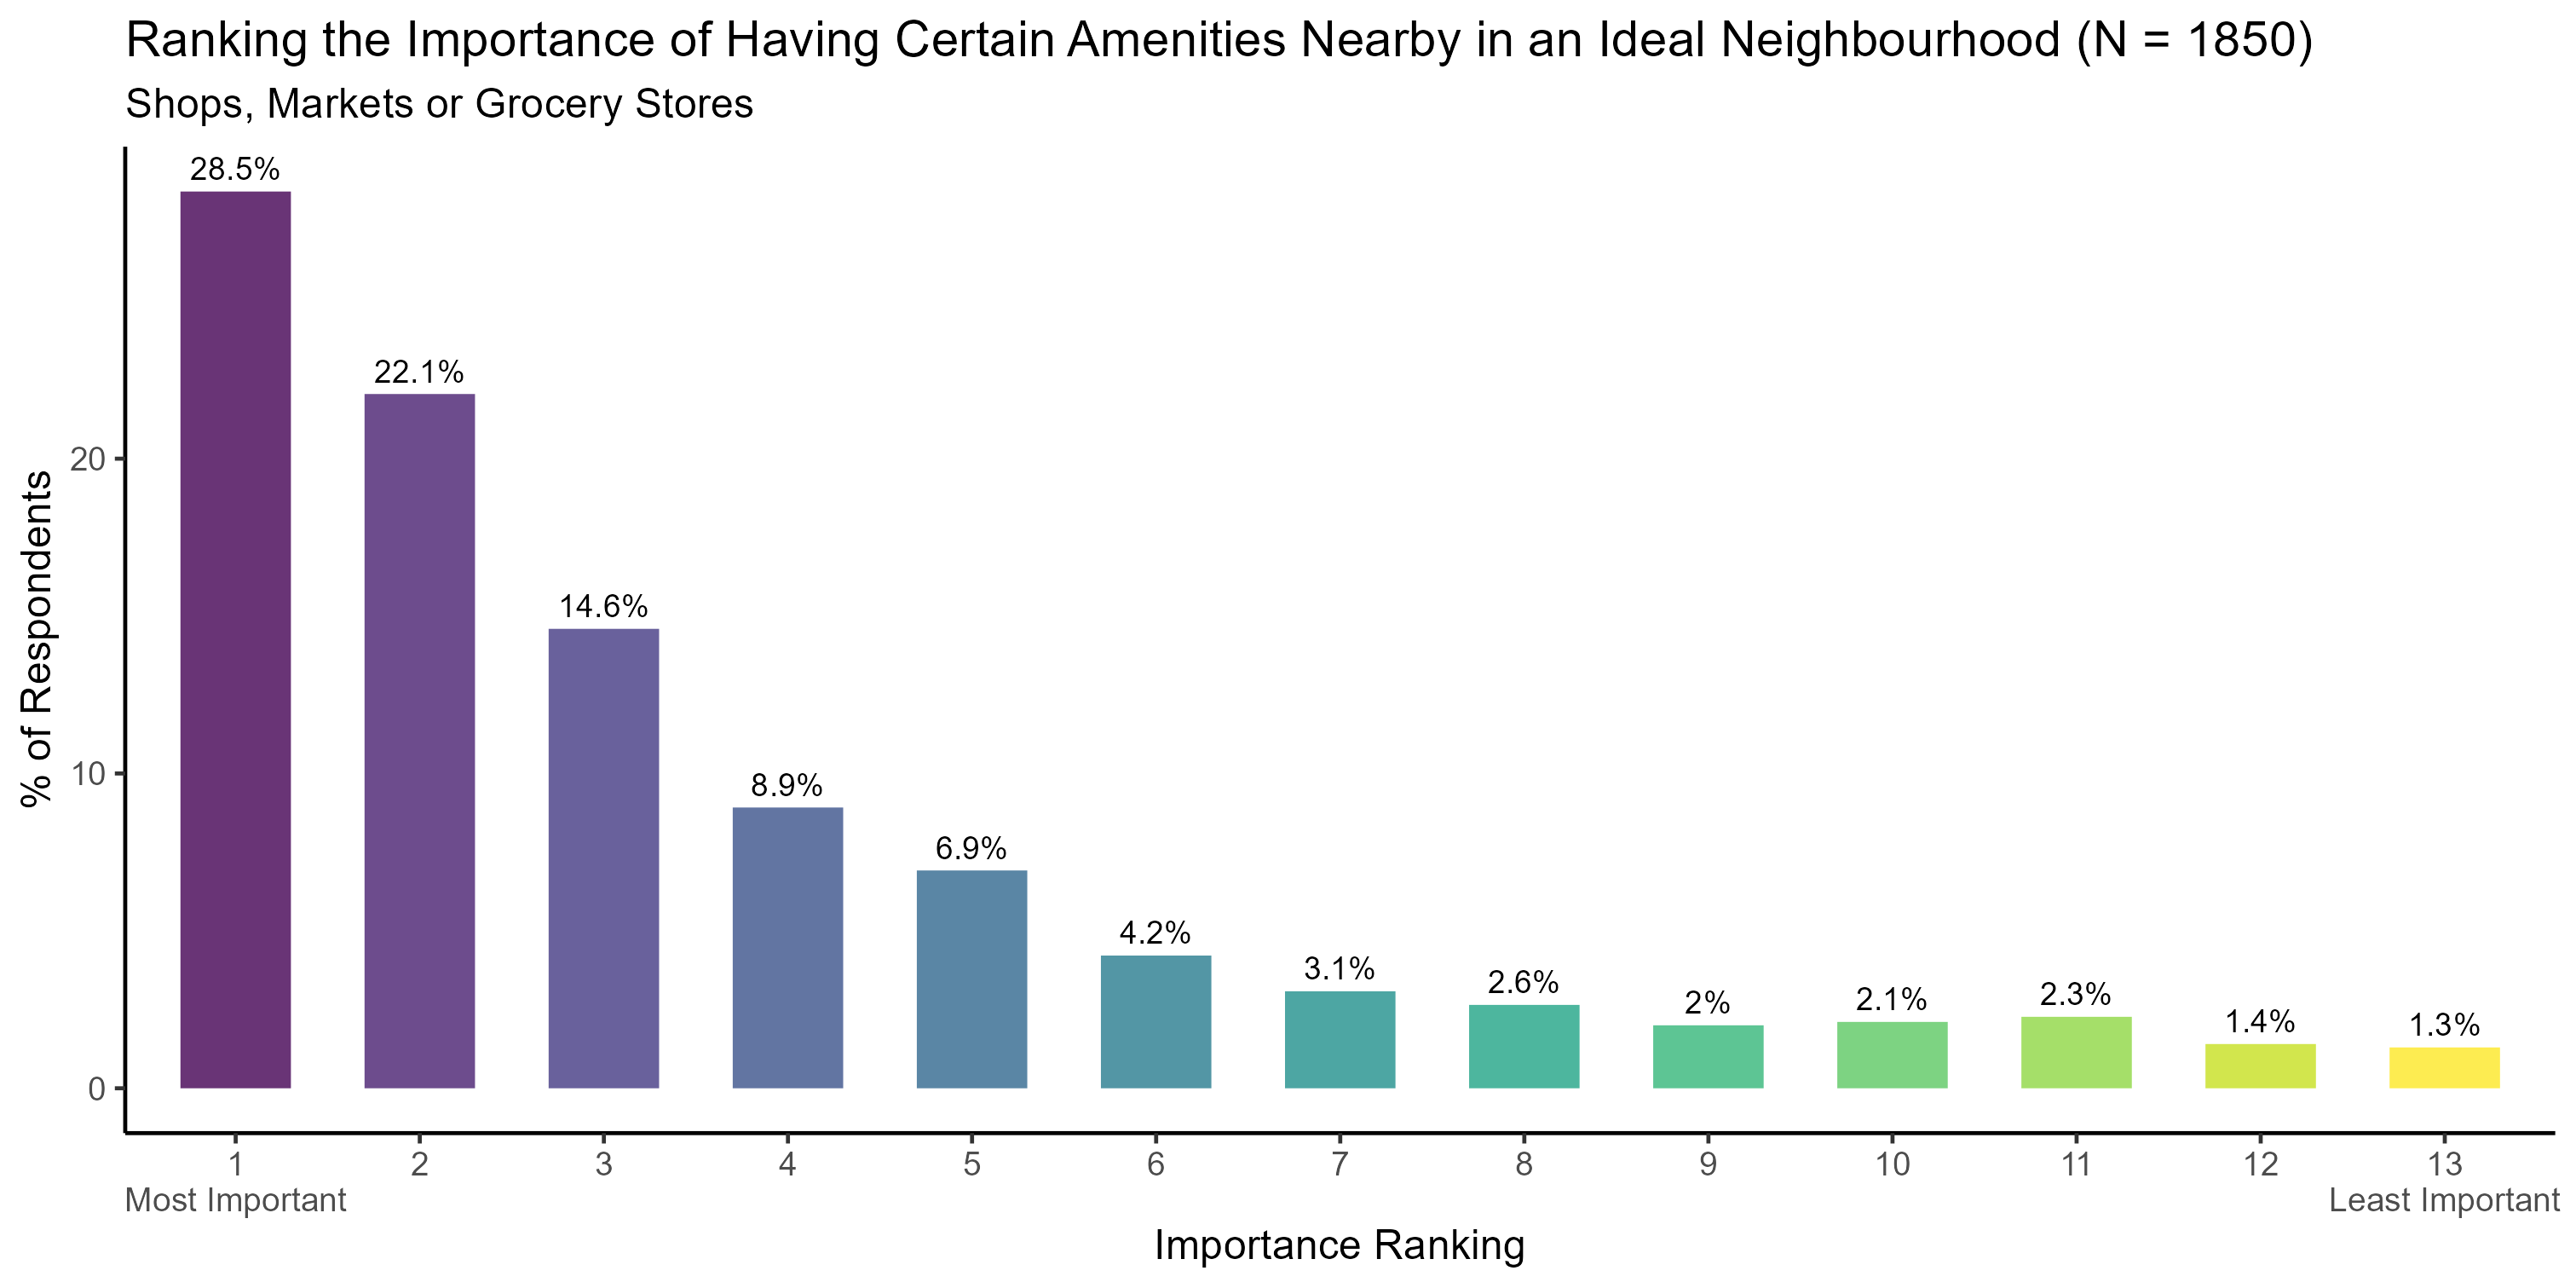 Ranking the Importance of Having Certain Amenities Nearby in an Ideal Neighbourhood (N = 1850)
Shops, Markets or Grocery Stores
% of Respondents
20
10
0
28.5%
22.1%
14.6%
8.9%
6.9%
4.2%
3.1%
2.6%
2%
2.1%
2.3%
1.4%
1.3%
1 2 3 4 5 6 7 8 9 10 11 12 13
Most Important Least Important
Importance Ranking